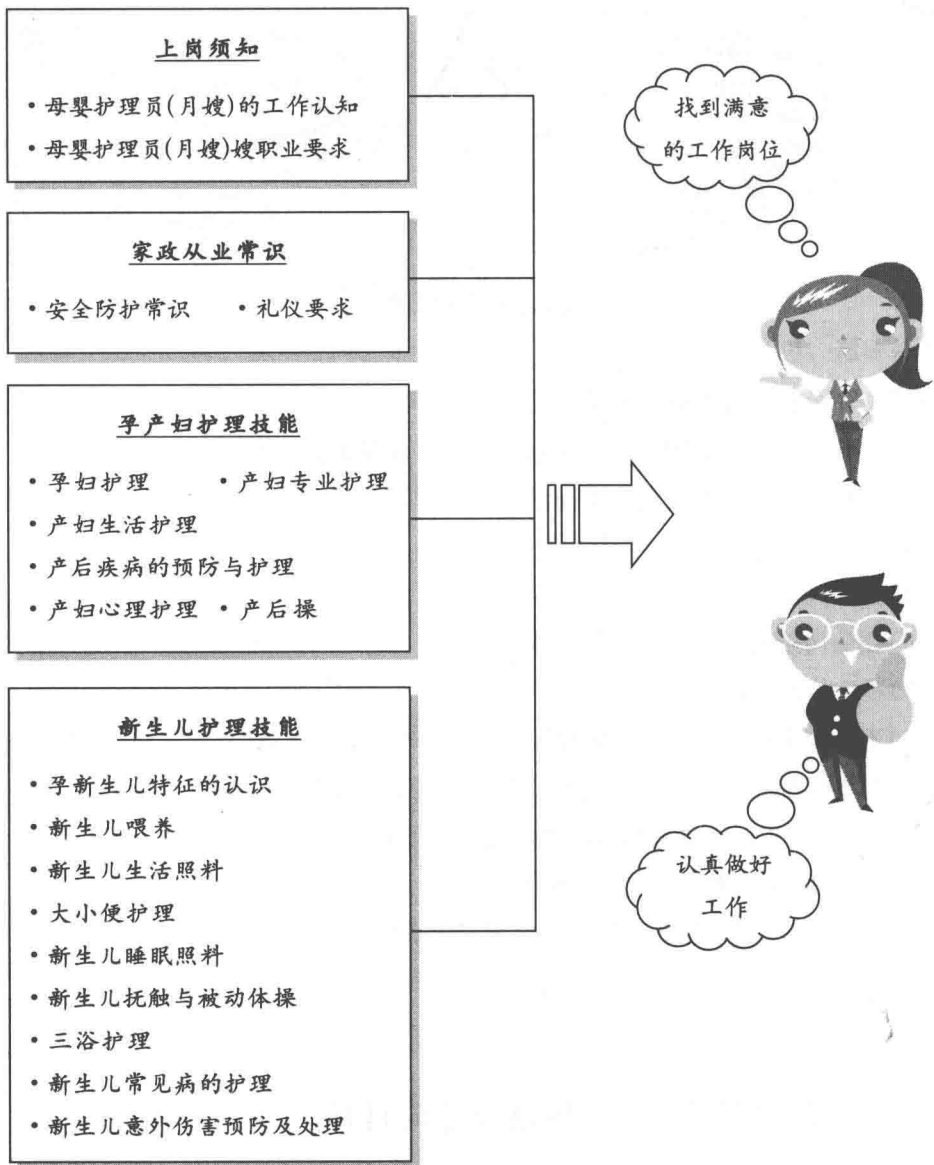 上岗须知
•母婴护理员(月嫂)的工作认知
•母婴护理员(月嫂)嫂职业要求
家政从业常识
•安全防护常识 •礼仪要求
孕产妇护理技能
•孕妇护理 •产妇专业护理
•产妇生活护理
•产后疾病的预防与护理
•产妇心理护理 •产后操
新生儿护理技能
•孕新生儿特征的认识
•新生儿喂养
•新生儿生活照料
•大小便护理
•新生儿睡眠照料
•新生儿抚触与被动体操
•三浴护理
•新生儿常见病的护理
•新生儿意外伤害预防及处理
找到满意
的工作岗位
认真做好
工作